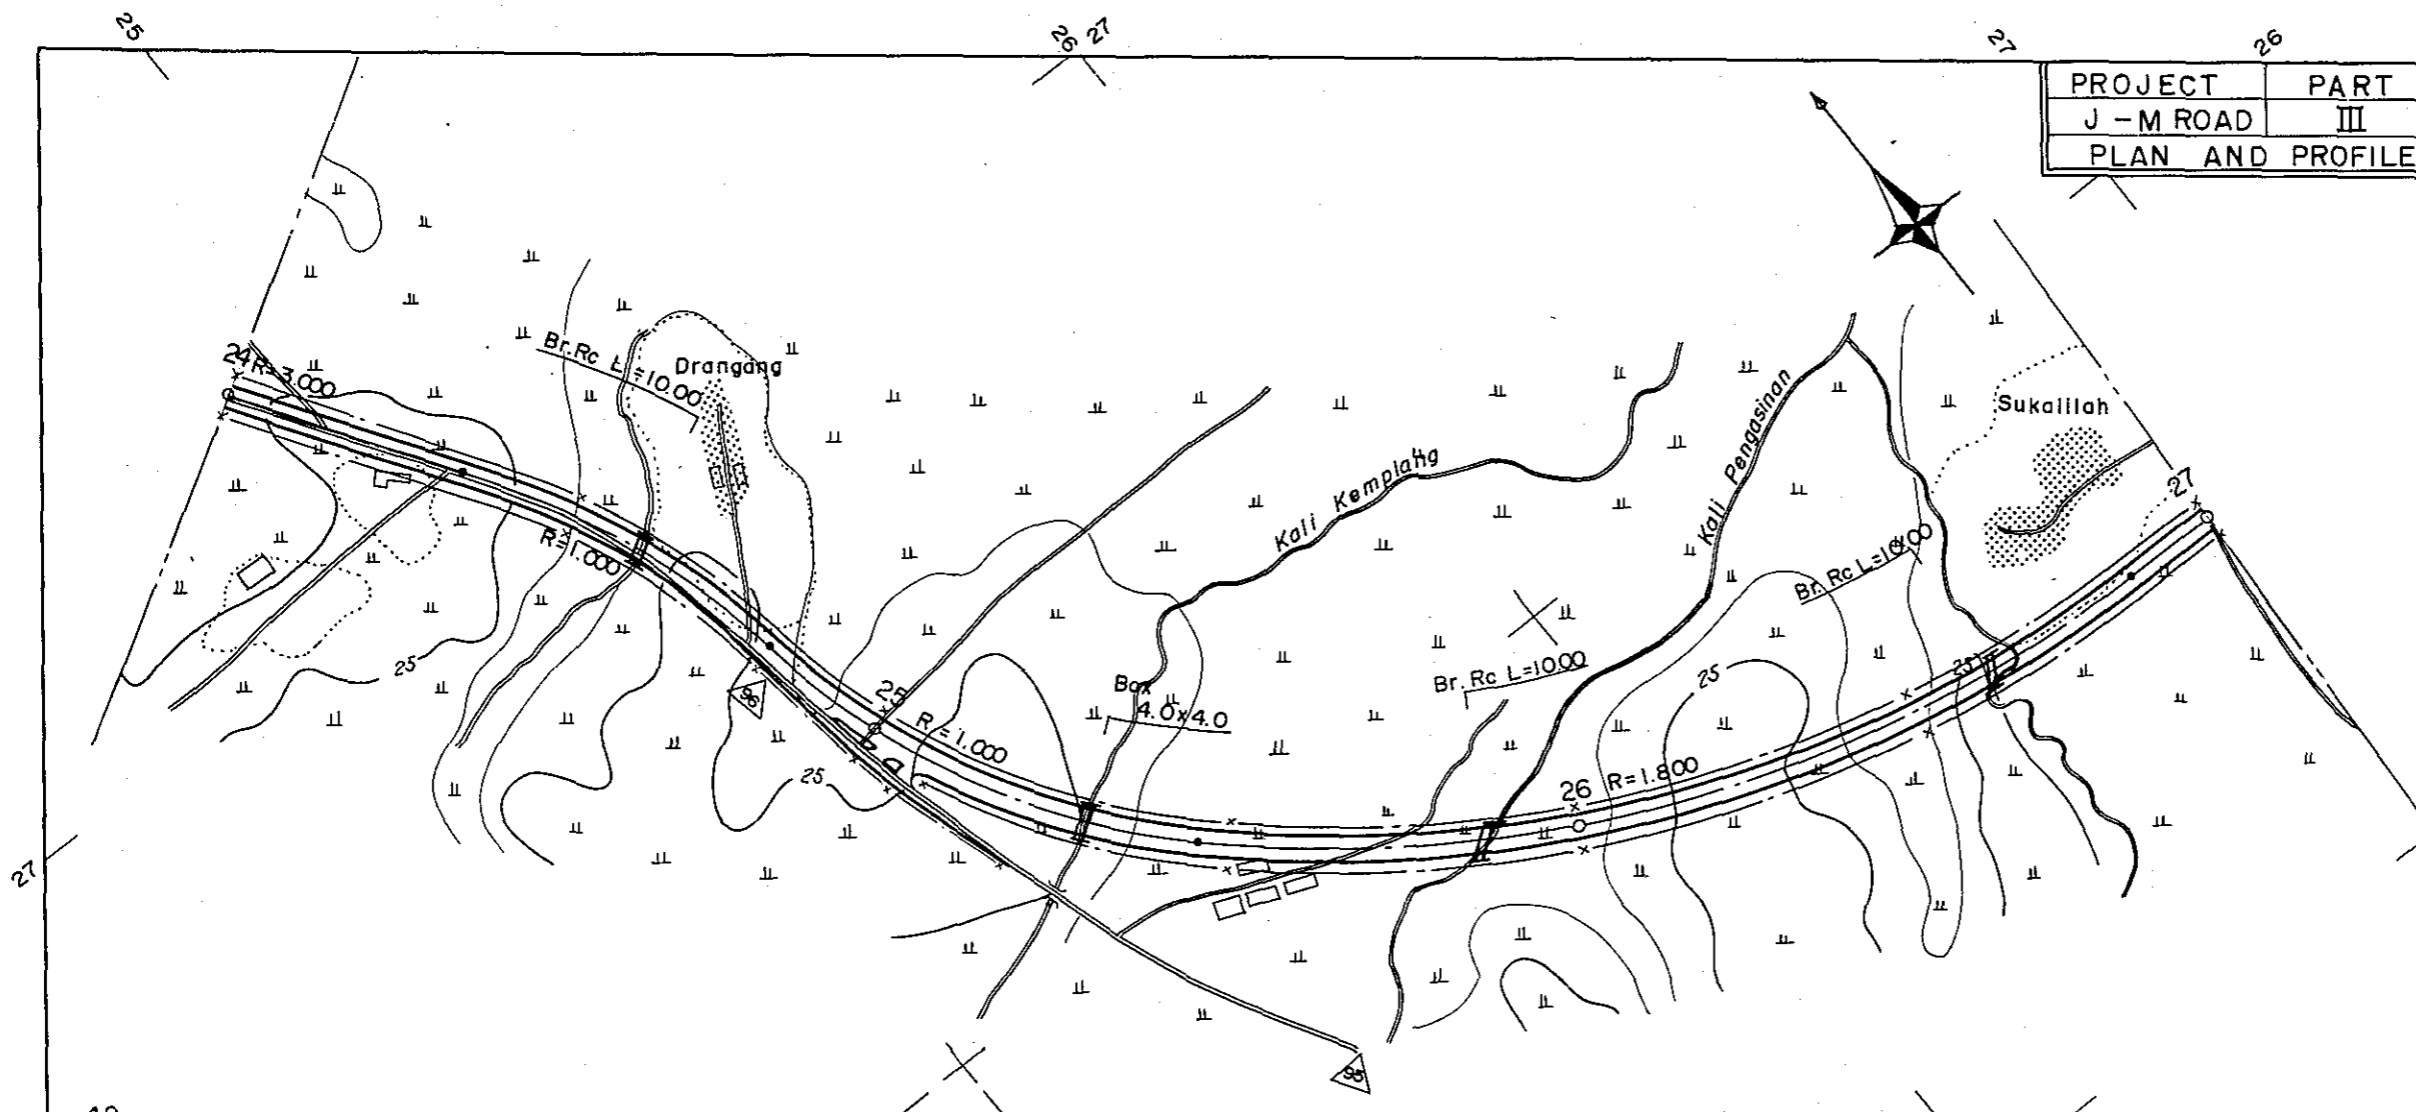 25
26
27
27
26
PROJECT PART
J - M ROAD III
PLAN AND PROFILE
24 R=3.000
Br. Rc L=10.00
Drangang
R=1.000
25
96
25
25
R=1.000
Box
4.0x4.0
Kali Kemplang
Kali Pengasinan
Br. Rc L=10.00
Br. Rc L=10.00
Sukalilah
27
25
25
26 R=1.800
27
95